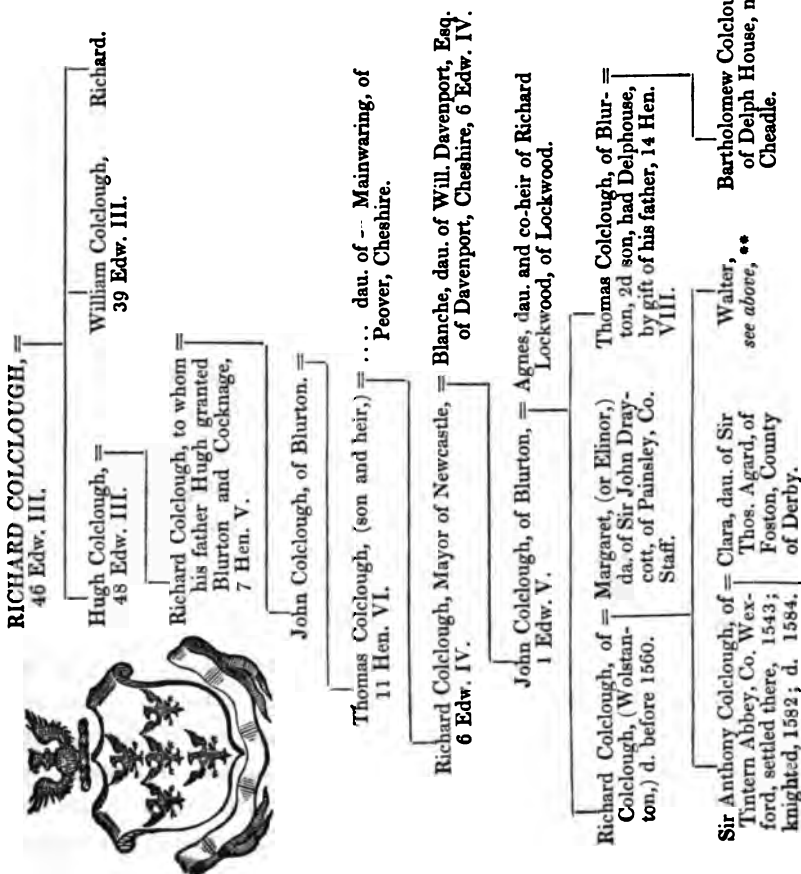 RICHARD COLCLOUGH, =
46 Edw. III.
Hugh Colclough, =
48 Edw. III.
William Colclough,
39 Edw. III.
Richard.
Richard Colclough, to whom =
his father Hugh granted
Blurton and Cocknage,
7 Hen. V.
John Colclough, of Blurton. =
Thomas Colclough, (son and heir,) = .... dau. of -- Mainwaring, of
11 Hen. VI.
Peover, Cheshire.
Richard Colclough, Mayor of Newcastle, = Blanche, dau. of Will. Davenport, Esq.
6 Edw. IV.
of Davenport, Cheshire, 6 Edw. IV.
John Colclough, of Blurton, = Agnes, dau. and co-heir of Richard
1 Edw. V.
Lockwood, of Lockwood.
Richard Colclough, of =
Colclough, (Wolstan-
ton,) d. before 1560.
Margaret, (or Elinor,)
da. of Sir John Dray-
cott, of Painsley, Co.
Staff.
Thomas Colclough, of Blur- =
ton, 2d son, had Delphouse,
by gift of his father, 14 Hen.
VIII.
Sir Anthony Colclough, of =
Tintern Abbey, Co. Wex-
ford, settled there, 1543;
knighted, 1582; d. 1584.
Clara, dau. of Sir
Thos. Agard, of
Foston, County
of Derby.
Walter,
see above, **
Bartholomew Colclou
of Delph House, n
Cheadle.